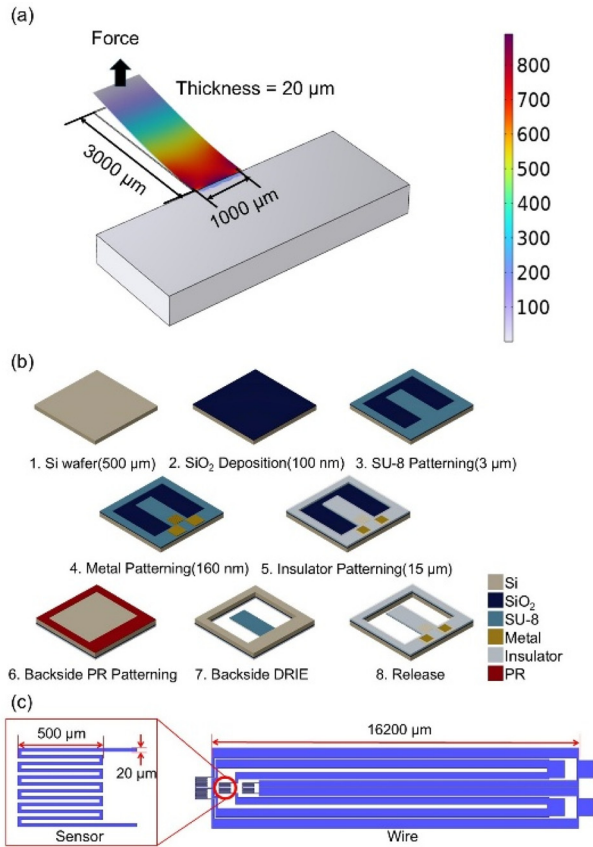 (a)
Force
Thickness = 20 μm
3000 μm
1000 μm
800
700
600
500
400
300
200
100
(b)
1. Si wafer(500 μm)
2. SiO₂ Deposition(100 nm)
3. SU-8 Patterning(3 μm)
4. Metal Patterning(160 nm)
5. Insulator Patterning(15 μm)
6. Backside PR Patterning
7. Backside DRIE
8. Release
Si
SiO₂
SU-8
Metal
Insulator
PR
(c)
500 μm
20 μm
Sensor
16200 μm
Wire